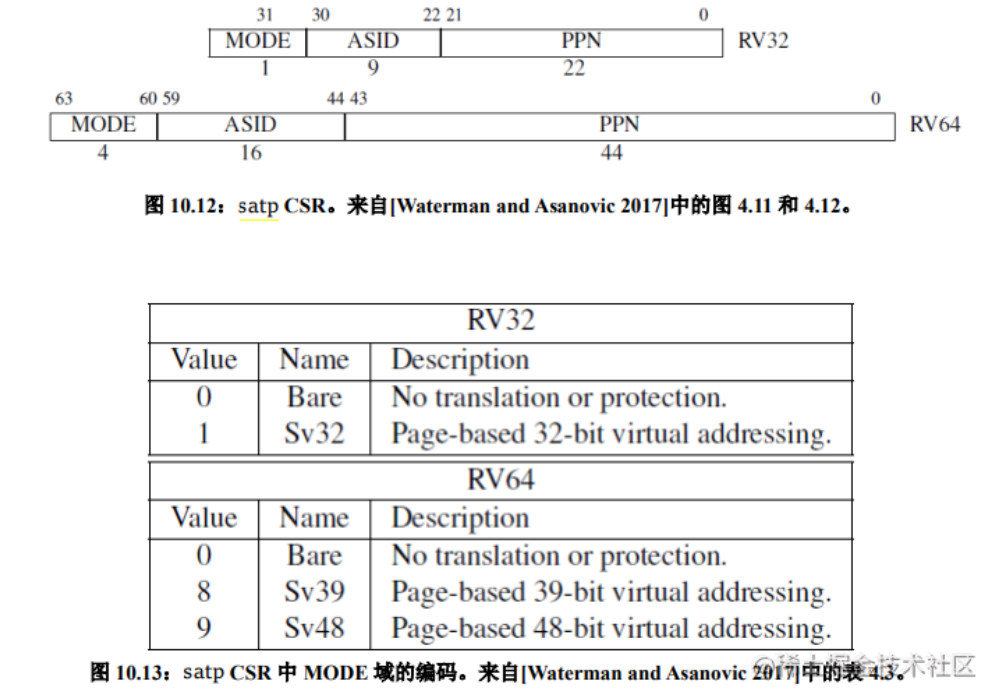 31 30 22 21 0
MODE ASID PPN RV32
1 9 22
63 60 59 44 43 0
MODE ASID PPN RV64
4 16 44
图 10.12：satp CSR。来自[Waterman and Asanovic 2017]中的图 4.11 和 4.12。
RV32
Value Name Description
0 Bare No translation or protection.
1 Sv32 Page-based 32-bit virtual addressing.
RV64
Value Name Description
0 Bare No translation or protection.
8 Sv39 Page-based 39-bit virtual addressing.
9 Sv48 Page-based 48-bit virtual addressing.
图 10.13：satp CSR 中 MODE 域的编码。来自[Waterman and Asanovic 2017]中的表 4.3。
@稀土掘金技术社区